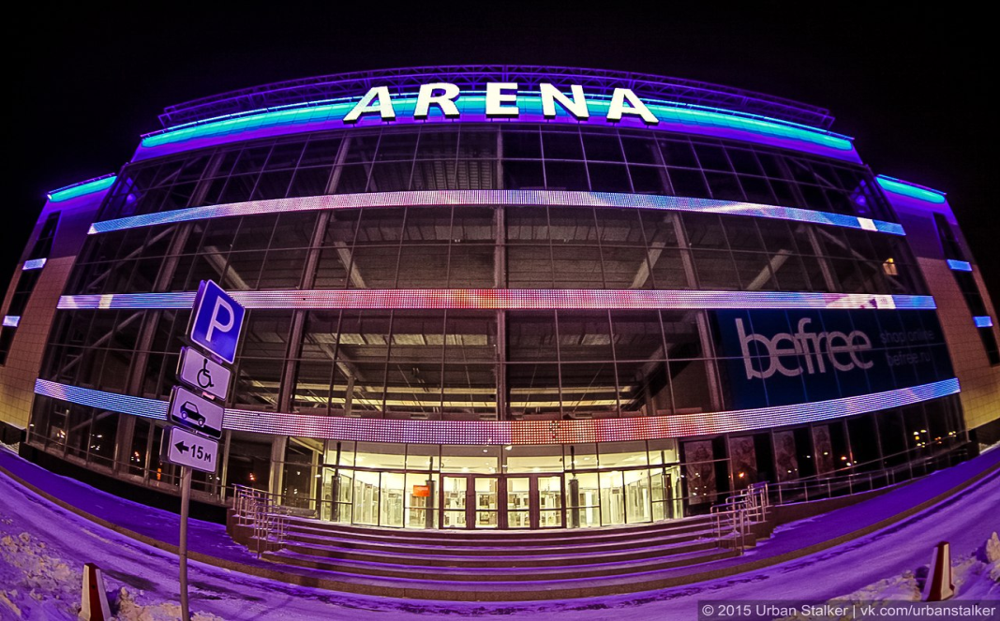 ARENA
befree
shop online
befree.ru
P
15м
© 2015 Urban Stalker | vk.com/urbanstalker